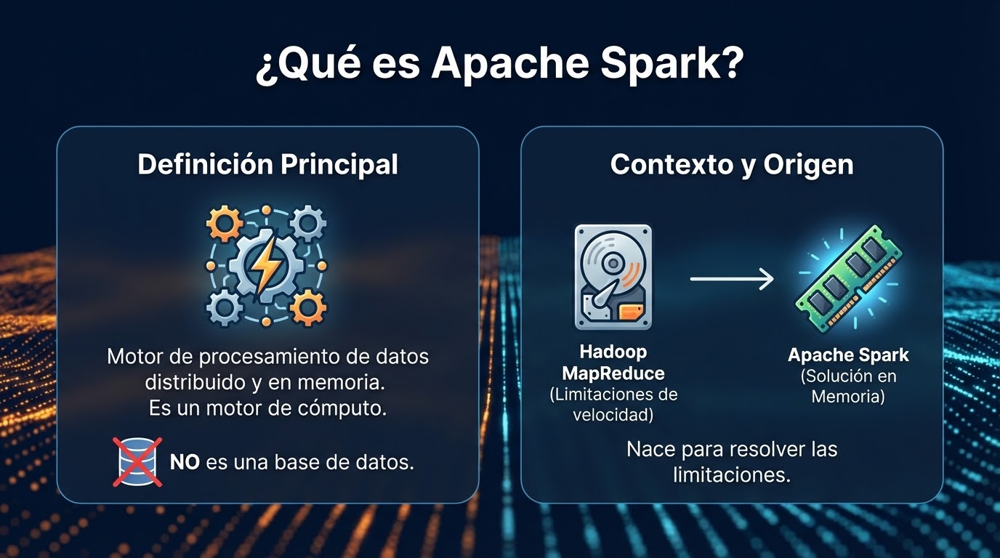 ¿Qué es Apache Spark?
Definición Principal
Motor de procesamiento de datos
distribuido y en memoria.
Es un motor de cómputo.
NO es una base de datos.
Contexto y Origen
Hadoop
MapReduce
(Limitaciones de
velocidad)
Apache Spark
(Solución en
Memoria)
Nace para resolver las
limitaciones.